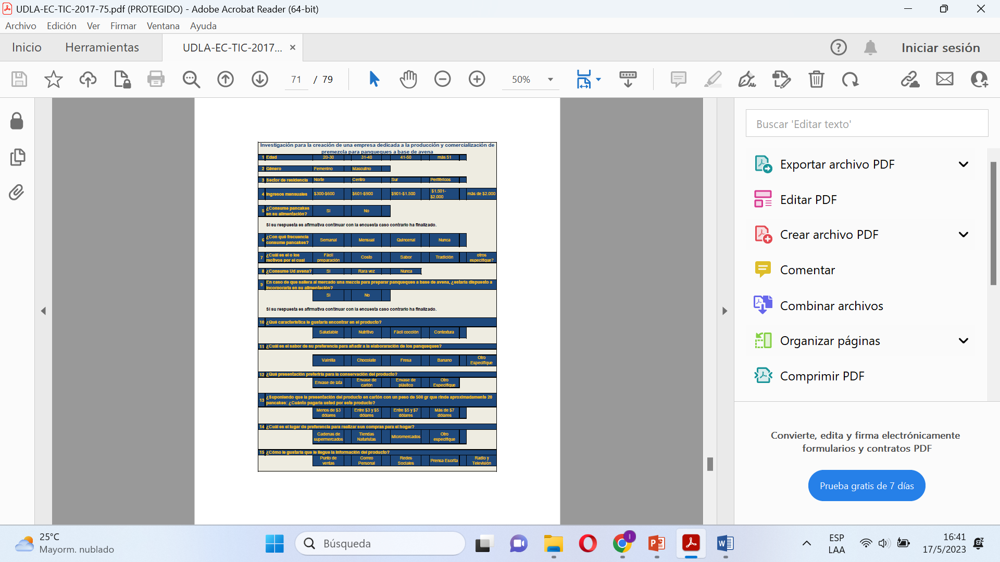 UDLA-EC-TIC-2017-75.pdf (PROTEGIDO) - Adobe Acrobat Reader (64-bit)
Archivo Edición Ver Firmar Ventana Ayuda
Inicio Herramientas UDLA-EC-TIC-2017... × Iniciar sesión
71 / 79 50%
Buscar 'Editar texto'
Exportar archivo PDF
Editar PDF
Crear archivo PDF
Comentar
Combinar archivos
Organizar páginas
Comprimir PDF
Convierte, edita y firma electrónicamente
formularios y contratos PDF
Prueba gratis de 7 días
Investigación para la creación de una empresa dedicada a la producción y comercialización de
premezcla para panqueques a base de avena
1 Edad 20-30 31-40 41-50 más 51
2 Género Femenino Masculino
3 Sector de residencia Norte Centro Sur Periféricos
4 Ingresos mensuales $300-$600 $601-$900 $901-$1.500 $1.501-$2.000 más de $2.000
5 ¿Consume pancakes
en su alimentación? Si No
Si su respuesta es afirmativa continuar con la encuesta caso contrario ha finalizado.
6 ¿Con qué frecuencia
consume pancakes? Semanal Mensual Quincenal Nunca
7 ¿Cuál es el o los
motivos por el cual Fácil preparación Costo Sabor Tradición otros especifique?
8 ¿Consume Ud avena? Si Rara vez Nunca
9 En caso de que saliera al mercado una mezcla para preparar panqueques a base de avena, ¿estaría dispuesto a
incorporarla en su alimentación?
Si No
Si su respuesta es afirmativa continuar con la encuesta caso contrario ha finalizado.
10 ¿Qué característica le gustaría encontrar en el producto?
Saludable Nutritivo Fácil cocción Contextura
11 ¿Cuál es el sabor de su preferencia para añadir a la elaboraración de los panqueques?
Vainilla Chocolate Fresa Banano Otro Especifique
12 ¿Qué presentación preferiría para la conservación del producto?
Envase de lata Envase de cartón Envase de plástico Otro Especifique
13 ¿Suponiendo que la presentación del producto en cartón con un peso de 500 gr que rinde aproximadamente 20
pancakes: ¿Cuánto pagaría usted por este producto?
Menos de $3 dólares Entre $3 y $5 dólares Entre $5 y $7 dólares Más de $7 dólares
14 ¿Cuál es el lugar de preferencia para realizar sus compras para el hogar?
Cadenas de supermercados Tiendas Naturistas Micromercados Otro especifique
15 ¿Cómo le gustaría que le llegue la información del producto?
Punto de ventas Correo Personal Redes Sociales Prensa Escrita Radio y Televisión
25°C
Mayorm. nublado
Búsqueda
ESP
LAA
16:41
17/5/2023